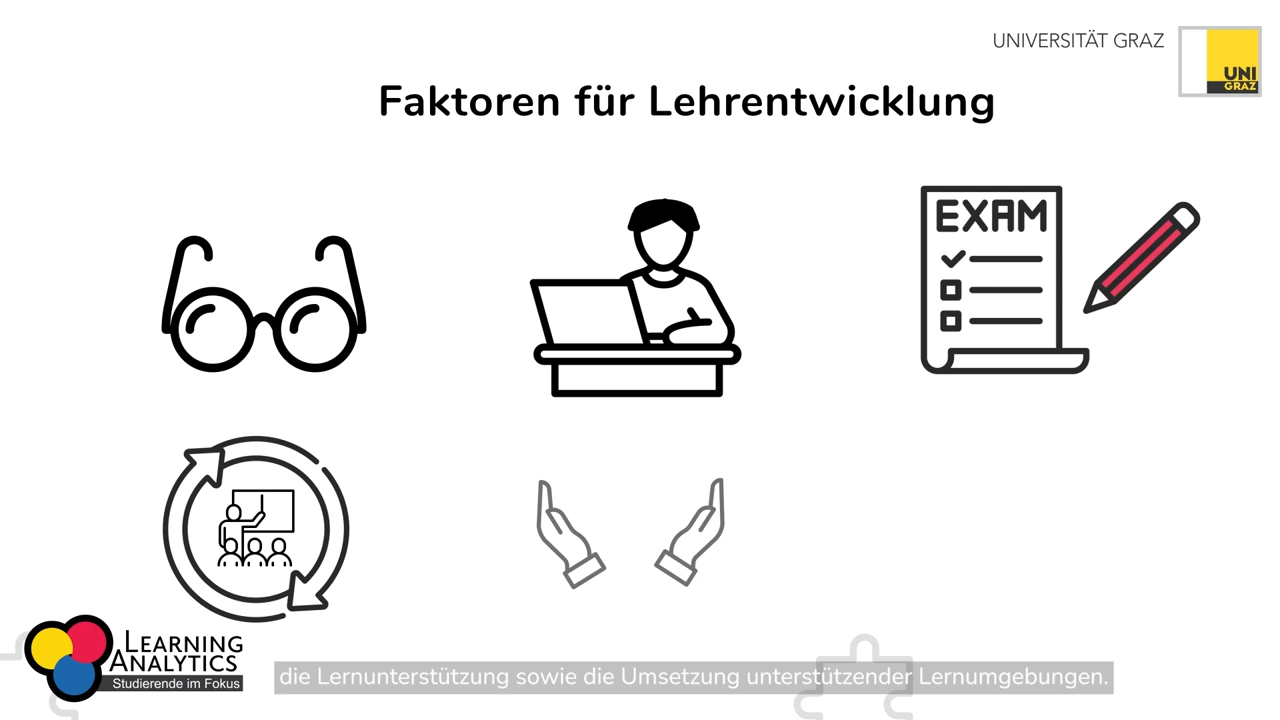 UNIVERSITÄT GRAZ
UNI
GRAZ
Faktoren für Lehrentwicklung
EXAM
LEARNING
ANALYTICS
Studierende im Fokus
die Lernunterstützung sowie die Umsetzung unterstützender Lernumgebungen.